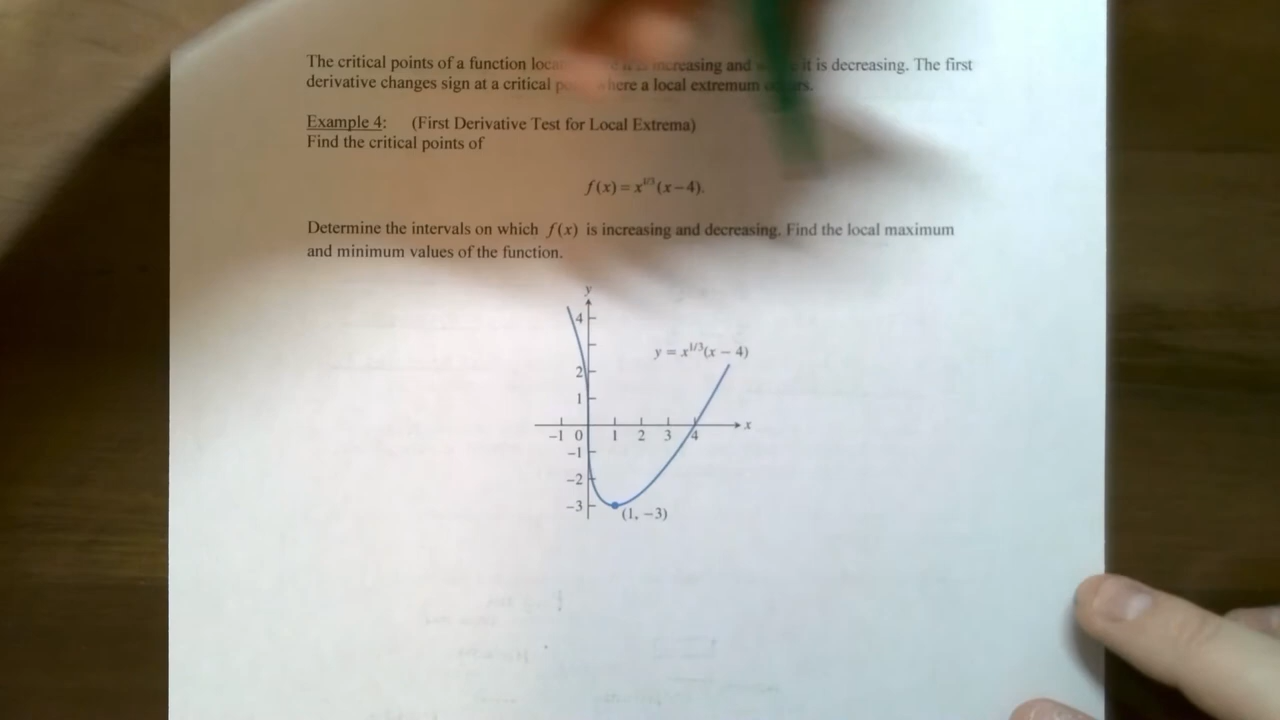 The critical points of a function increasing and it is decreasing. The first
derivative changes sign at a critical where a local extremum
Example 4: (First Derivative Test for Local Extrema)
Find the critical points of
f(x) = x^{1/3}(x−4).
Determine the intervals on which f(x) is increasing and decreasing. Find the local maximum
and minimum values of the function.
y
4
y = x^{1/3}(x − 4)
2
1
−1 0 1 2 3 4 x
−1
−2
−3
(1, −3)